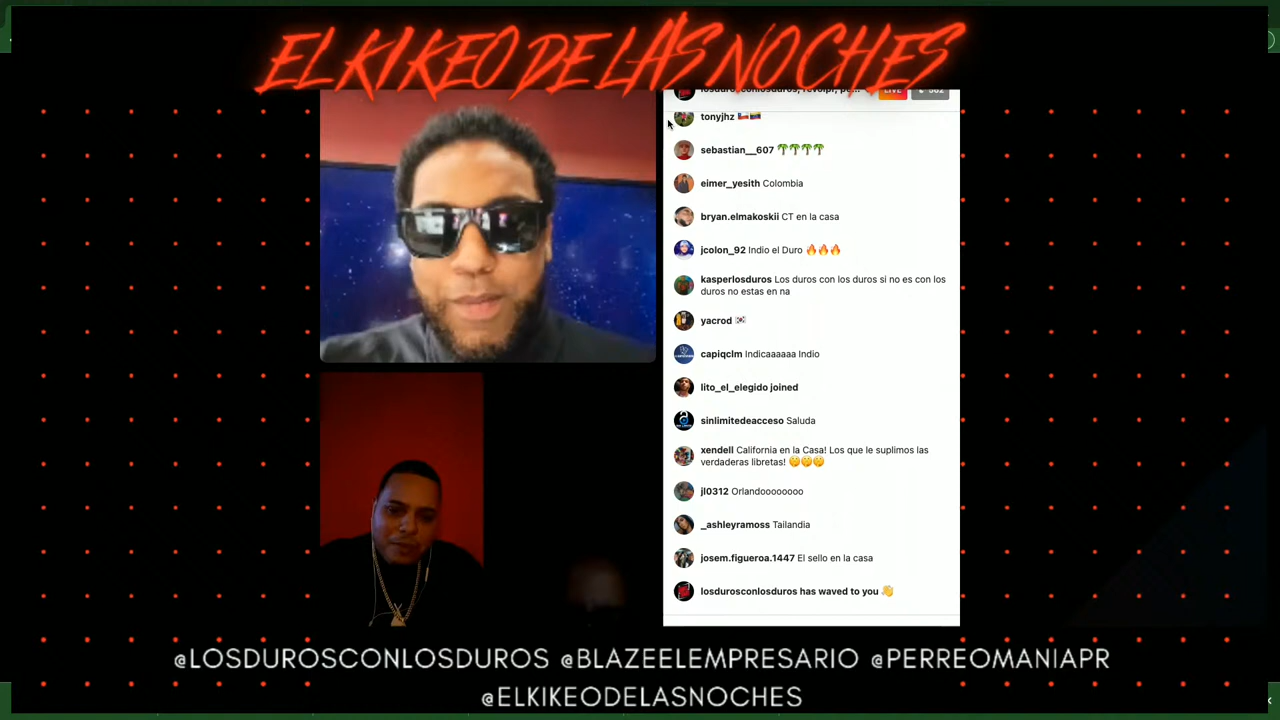 EL KIKEO DE LAS NOCHES
LIVE
tonyjhz 🇨🇱🇻🇪
sebastian__607 🌴🌴🌴🌴
eimer_yesith Colombia
bryan.elmakoskii CT en la casa
jcolon_92 Indio el Duro 🔥🔥🔥
kasperlosduros Los duros con los duros si no es con los
duros no estas en na
yacrod 🇰🇷
capiqclm Indicaaaaaa Indio
lito_el_elegido joined
sinlimitedeacceso Saluda
xendell California en la Casa! Los que le suplimos las
verdaderas libretas! 🤭🤭🤭
jl0312 Orlandoooooooo
_ashleyramoss Tailandia
josem.figueroa.1447 El sello en la casa
losdurosconlosduros has waved to you 👋
@LOSDUROSCONLOSDUROS @BLAZEELEMPRESARIO @PERREOMANIAPR
@ELKIKEODELASNOCHES